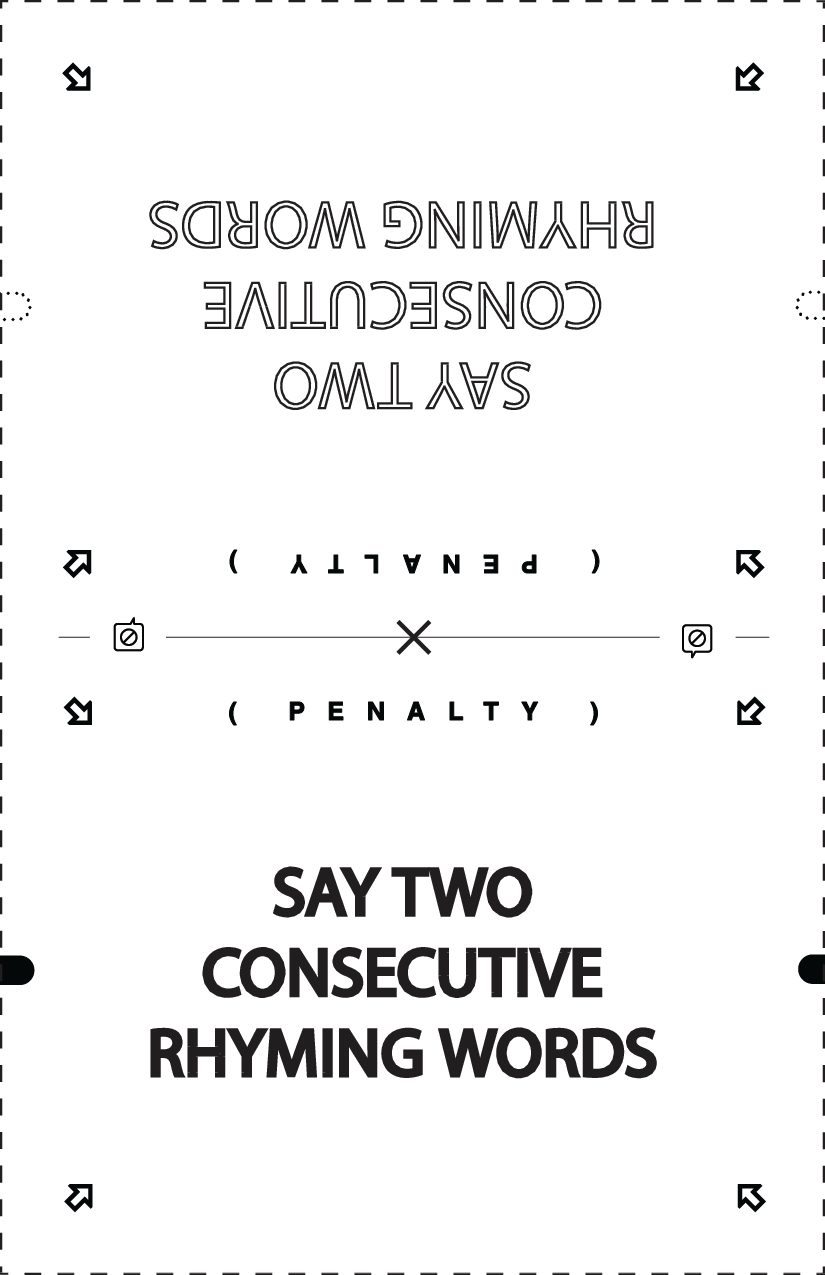 SAY TWO
CONSECUTIVE
RHYMING WORDS
( PENALTY )
( PENALTY )
SAY TWO
CONSECUTIVE
RHYMING WORDS